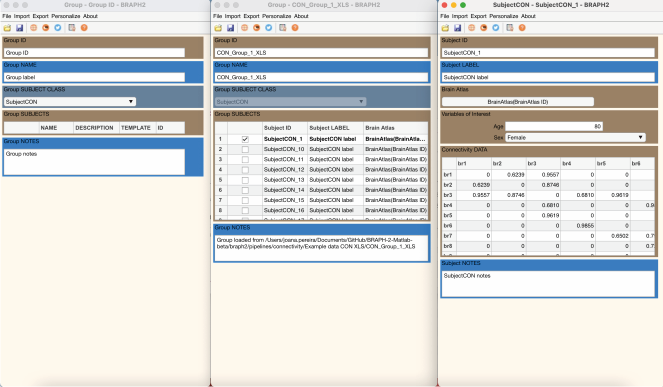 Group - Group ID - BRAPH2
File Import Export Personalize About
Group ID
Group ID
Group NAME
Group label
Group SUBJECT CLASS
SubjectCON
Group SUBJECTS
NAME DESCRIPTION TEMPLATE ID
Group NOTES
Group notes
Group - CON_Group_1_XLS - BRAPH2
File Import Export Personalize About
Group ID
CON_Group_1_XLS
Group NAME
CON_Group_1_XLS
Group SUBJECT CLASS
SubjectCON
Group SUBJECTS
Subject ID Subject LABEL Brain Atlas
1 SubjectCON_1 SubjectCON label BrainAtlas(BrainAtla...
2 SubjectCON_10 SubjectCON label BrainAtlas(BrainAtlas ID)
3 SubjectCON_11 SubjectCON label BrainAtlas(BrainAtlas ID)
4 SubjectCON_12 SubjectCON label BrainAtlas(BrainAtlas ID)
5 SubjectCON_13 SubjectCON label BrainAtlas(BrainAtlas ID)
6 SubjectCON_14 SubjectCON label BrainAtlas(BrainAtlas ID)
7 SubjectCON_15 SubjectCON label BrainAtlas(BrainAtlas ID)
8 SubjectCON_16 SubjectCON label BrainAtlas(BrainAtlas ID)
Group NOTES
Group loaded from /Users/joana.pereira/Documents/GitHub/BRAPH-2-Matlab-
beta/braph2/pipelines/connectivity/Example data CON XLS/CON_Group_1_XLS
SubjectCON - SubjectCON_1 - BRAPH2
File Import Export Personalize About
Subject ID
SubjectCON_1
Subject LABEL
SubjectCON label
Brain Atlas
BrainAtlas(BrainAtlas ID)
Variables of Interest
Age 80
Sex Female
Connectivity DATA
br1 br2 br3 br4 br5 br6
br1 0 0.6239 0.9557 0 0
br2 0.6239 0 0.8746 0 0
br3 0.9557 0.8746 0 0.6810 0.9619
br4 0 0 0.6810 0 0 0.9
br5 0 0 0.9619 0 0
br6 0 0 0 0.9855 0
br7 0 0 0 0 0.6502 0.7
br8 0 0 0 0 0 0.7
Subject NOTES
SubjectCON notes